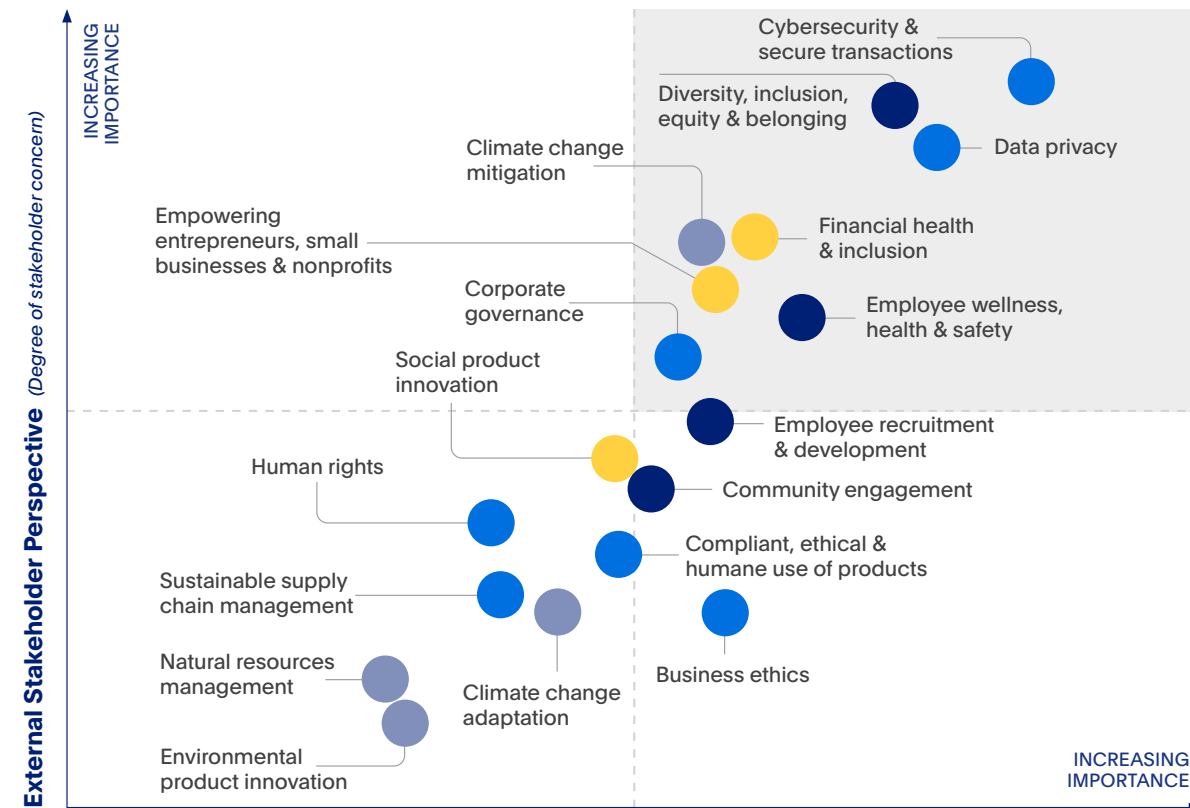 INCREASING
IMPORTANCE
External Stakeholder Perspective (Degree of stakeholder concern)
Cybersecurity &
secure transactions
Diversity, inclusion,
equity & belonging
Data privacy
Climate change
mitigation
Empowering
entrepreneurs, small
businesses & nonprofits
Financial health
& inclusion
Corporate
governance
Employee wellness,
health & safety
Social product
innovation
Employee recruitment
& development
Human rights
Community engagement
Compliant, ethical &
humane use of products
Sustainable supply
chain management
Natural resources
management
Climate change
adaptation
Business ethics
Environmental
product innovation
INCREASING
IMPORTANCE